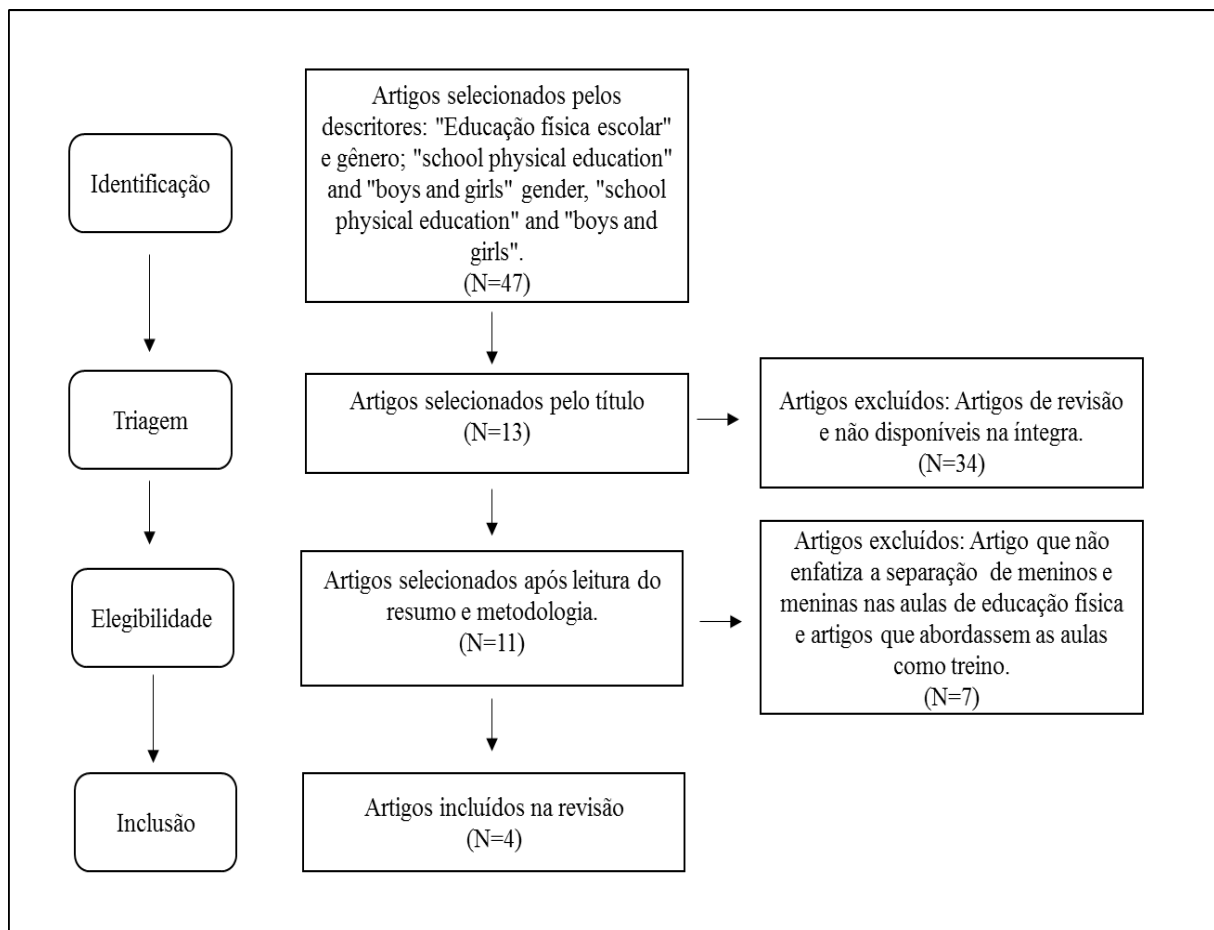 Identificação
Artigos selecionados pelos
descritores: "Educação física escolar"
e gênero; "school physical education"
and "boys and girls" gender, "school
physical education" and "boys and
girls".
(N=47)
Triagem
Artigos selecionados pelo título
(N=13)
Artigos excluídos: Artigos de revisão
e não disponíveis na íntegra.
(N=34)
Elegibilidade
Artigos selecionados após leitura do
resumo e metodologia.
(N=11)
Artigos excluídos: Artigo que não
enfatiza a separação de meninos e
meninas nas aulas de educação física
e artigos que abordassem as aulas
como treino.
(N=7)
Inclusão
Artigos incluídos na revisão
(N=4)